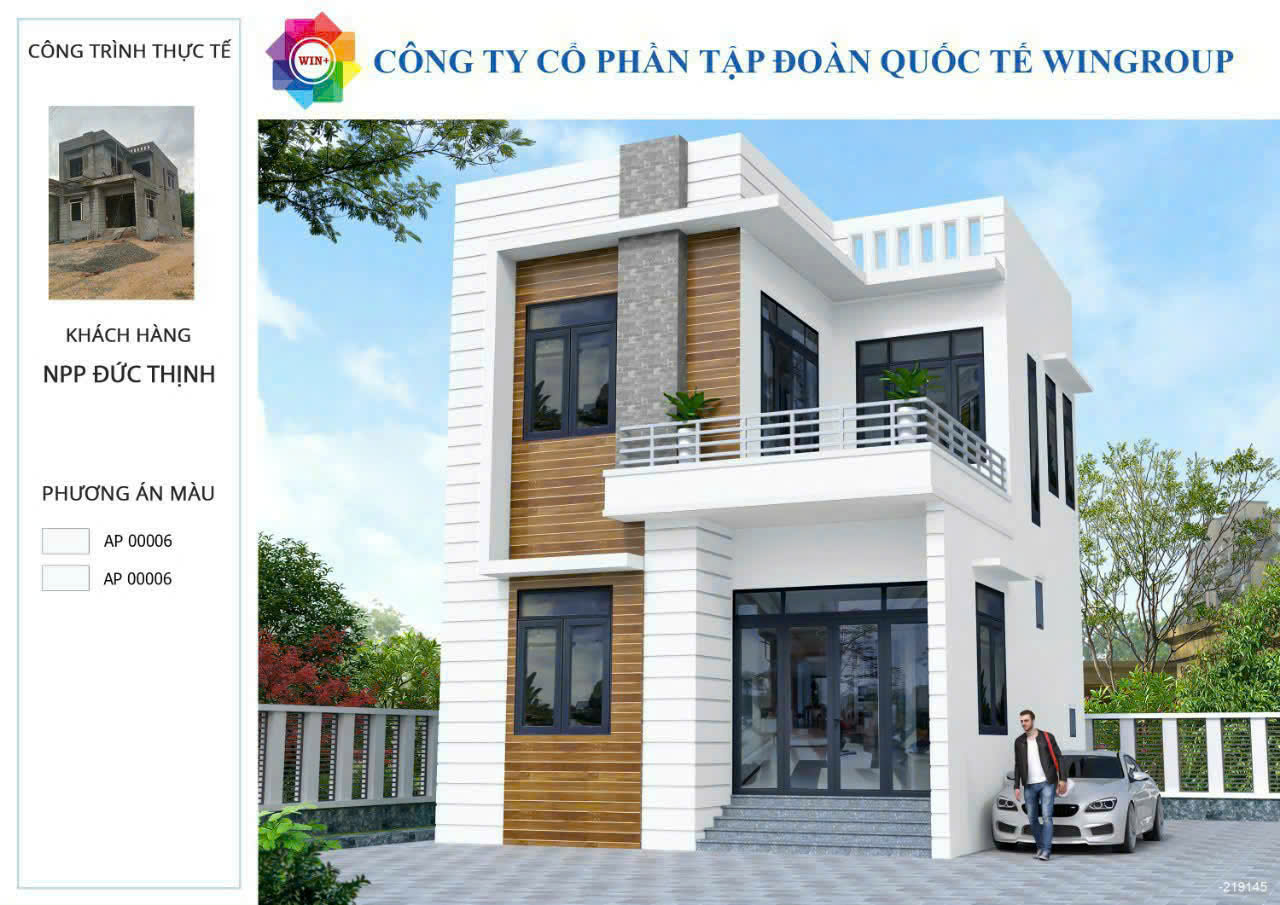 CÔNG TRÌNH THỰC TẾ
KHÁCH HÀNG
NPP ĐỨC THỊNH
PHƯƠNG ÁN MÀU
AP 00006
AP 00006
WIN+
CÔNG TY CỔ PHẦN TẬP ĐOÀN QUỐC TẾ WINGROUP
-219145